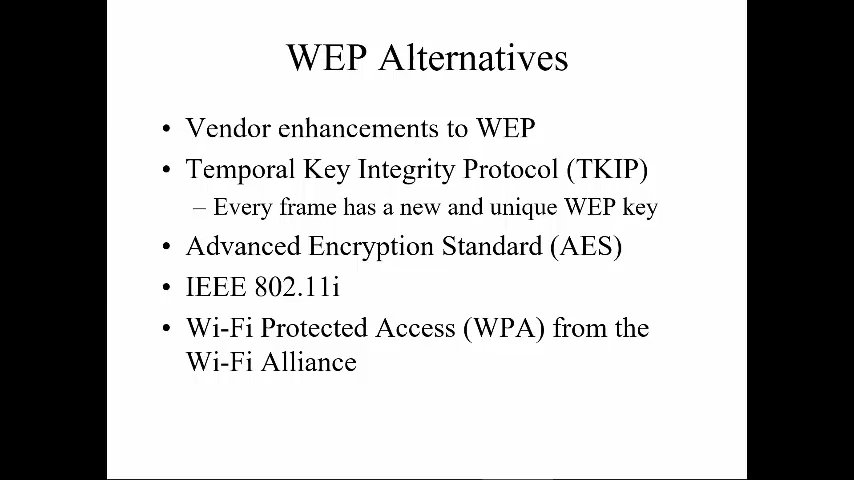 WEP Alternatives
• Vendor enhancements to WEP
• Temporal Key Integrity Protocol (TKIP)
– Every frame has a new and unique WEP key
• Advanced Encryption Standard (AES)
• IEEE 802.11i
• Wi-Fi Protected Access (WPA) from the
Wi-Fi Alliance